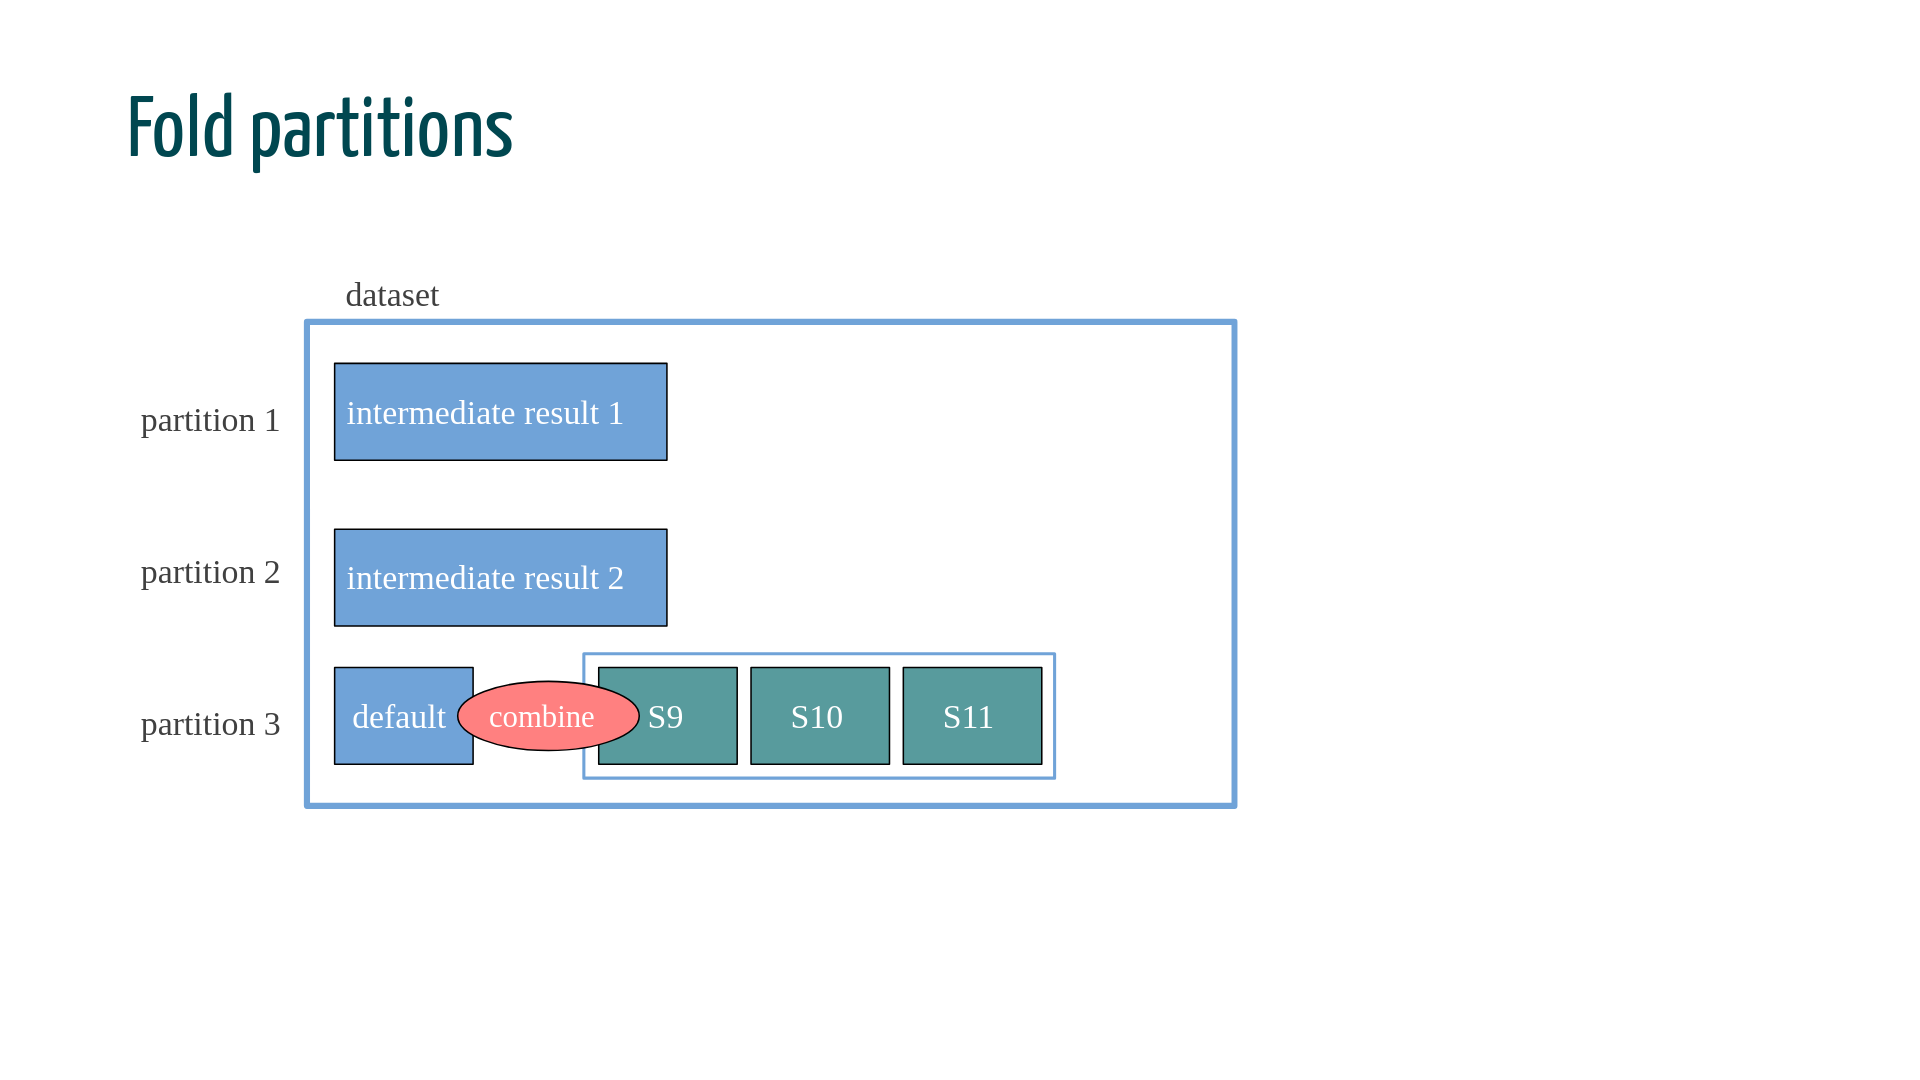 Fold partitions
dataset
partition 1
intermediate result 1
partition 2
intermediate result 2
partition 3
default
combine
S9
S10
S11